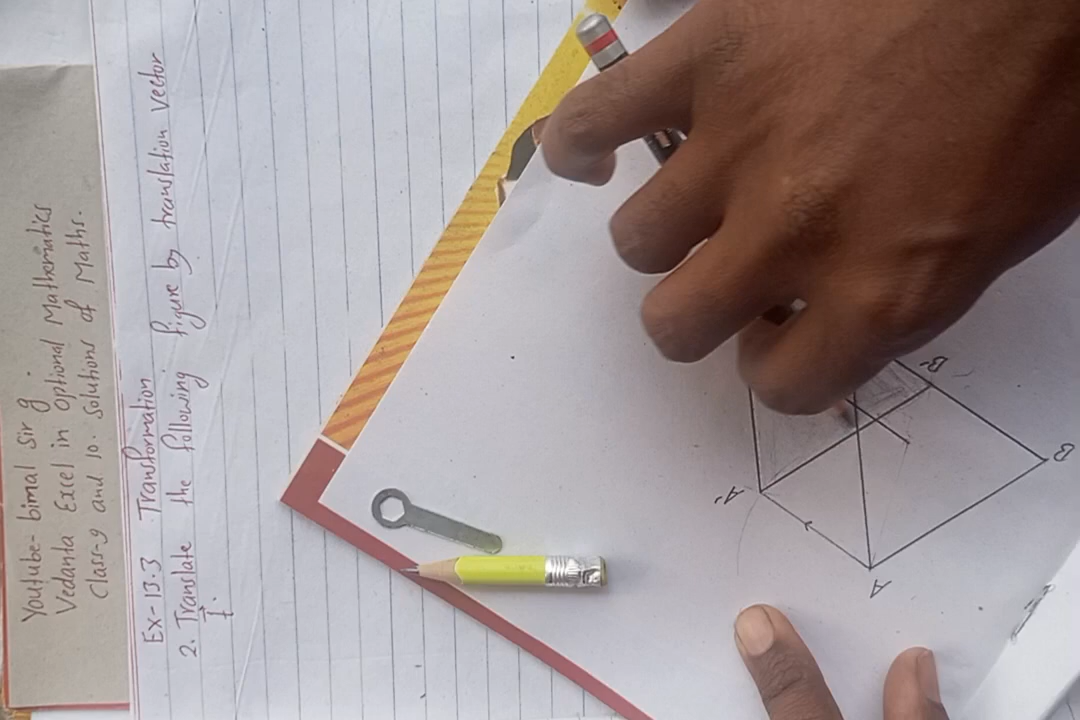 Youtube- bimal Sir g
Vedanta Excel in Optional Mathematics
Class-9 and 10. Solutions of Maths.
Ex-13.3 Transformation
2. Translate the following figure by translation vector
A'
B'
A
B